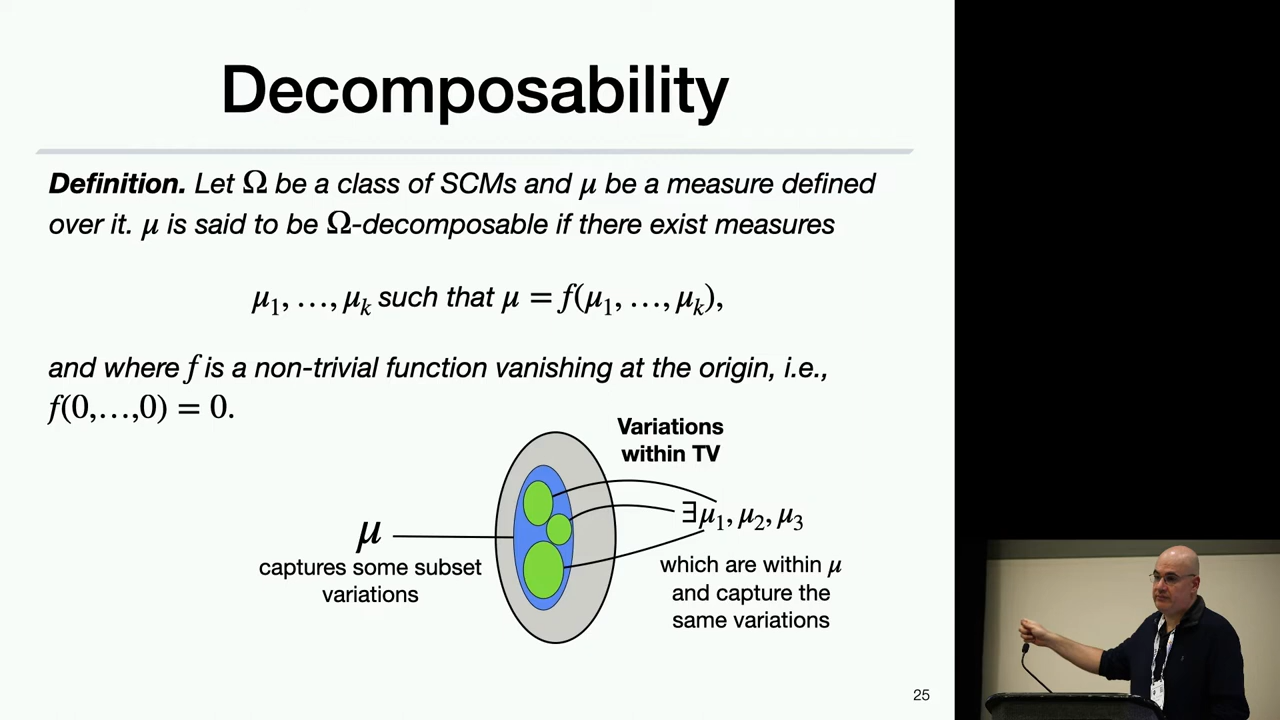 Decomposability
Definition. Let Ω be a class of SCMs and μ be a measure defined
over it. μ is said to be Ω-decomposable if there exist measures
μ₁, …, μₖ such that μ = f(μ₁, …, μₖ),
and where f is a non-trivial function vanishing at the origin, i.e.,
f(0,…,0) = 0.
Variations
within TV
μ
captures some subset
variations
∃μ₁, μ₂, μ₃
which are within μ
and capture the
same variations
25